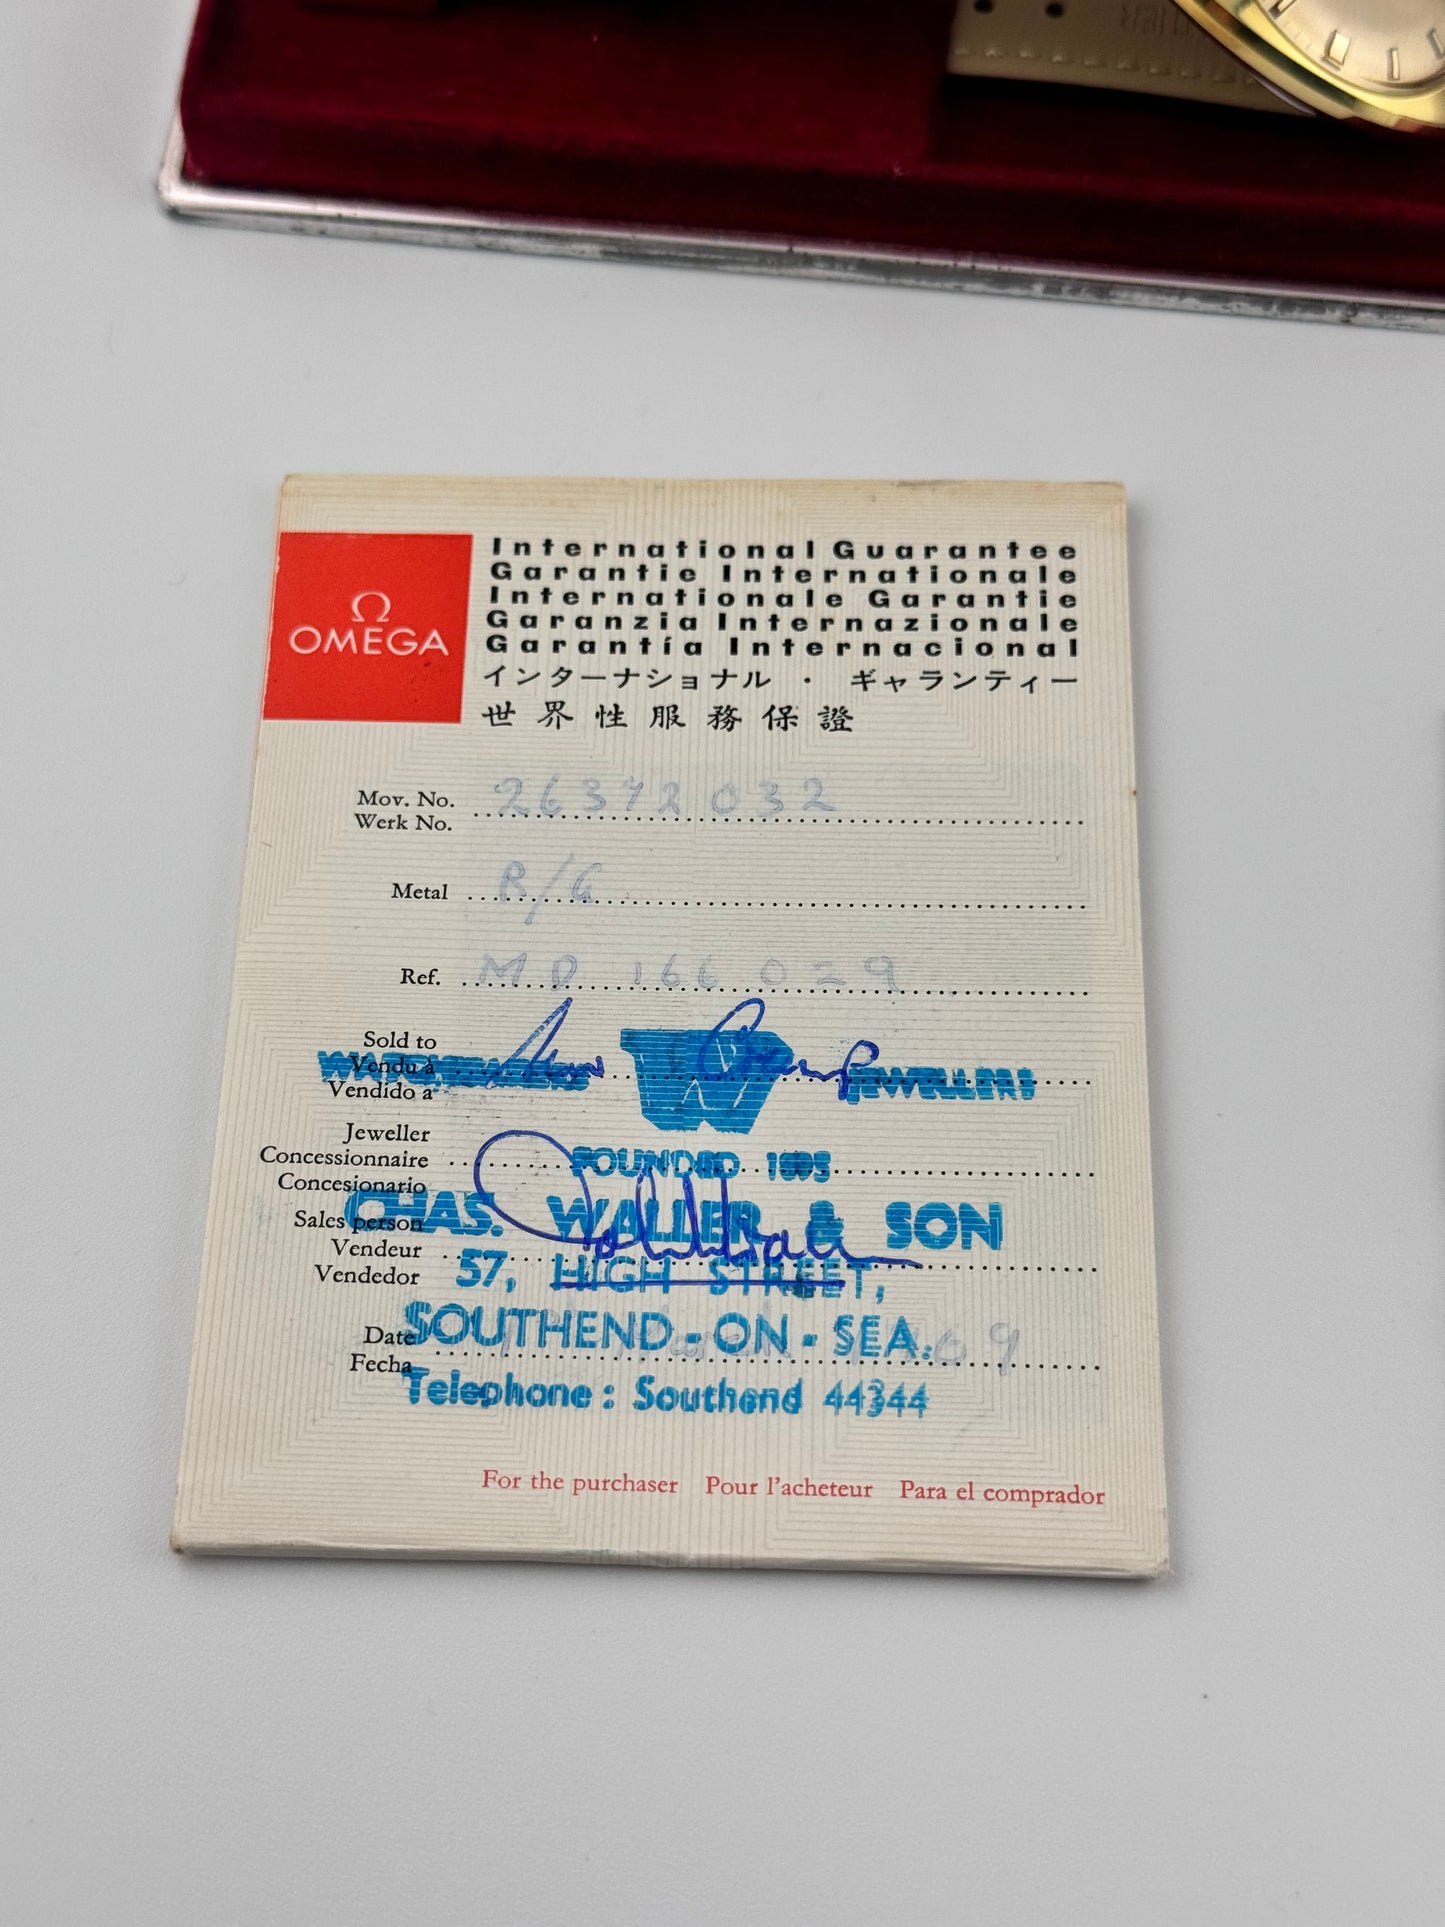 Ω
OMEGA
International Guarantee
Garantie Internationale
Internationale Garantie
Garanzia Internazionale
Garantía Internacional
インターナショナル ・ ギャランティー
世界性服務保證
Mov. No. 26372032
Werk No.
Metal R/G
Ref. MD 166 029
Sold to
Vendu à
Vendido a
W JEWELLERS
Jeweller
Concessionnaire
Concesionario
FOUNDED 1895
CHAS. WALLER & SON
Sales person
Vendeur
Vendedor
57, HIGH STREET,
SOUTHEND-ON-SEA.
Date
Fecha
Telephone: Southend 44344
For the purchaser Pour l'acheteur Para el comprador